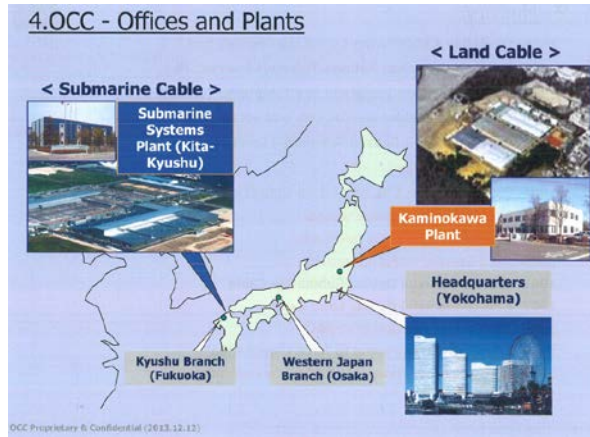 4.OCC - Offices and Plants
< Submarine Cable >
Submarine
Systems
Plant (Kita-
Kyushu)
< Land Cable >
Kaminokawa
Plant
Headquarters
(Yokohama)
Kyushu Branch
(Fukuoka)
Western Japan
Branch (Osaka)
OCC Proprietary & Confidential (2013.12.12)